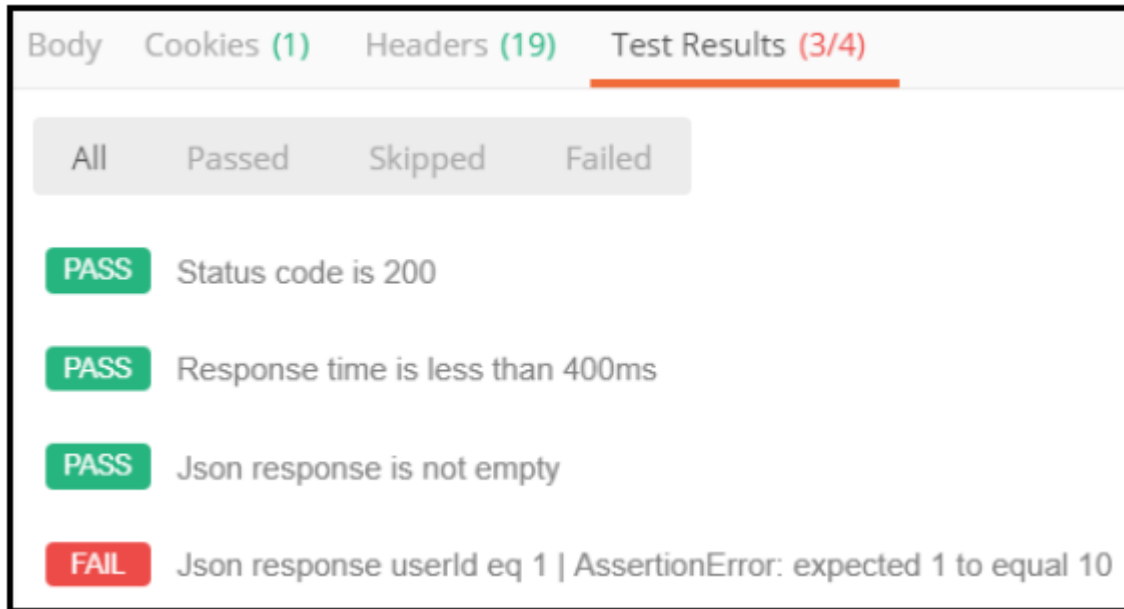 Body Cookies (1) Headers (19) Test Results (3/4)
All Passed Skipped Failed
PASS Status code is 200
PASS Response time is less than 400ms
PASS Json response is not empty
FAIL Json response userId eq 1 | AssertionError: expected 1 to equal 10